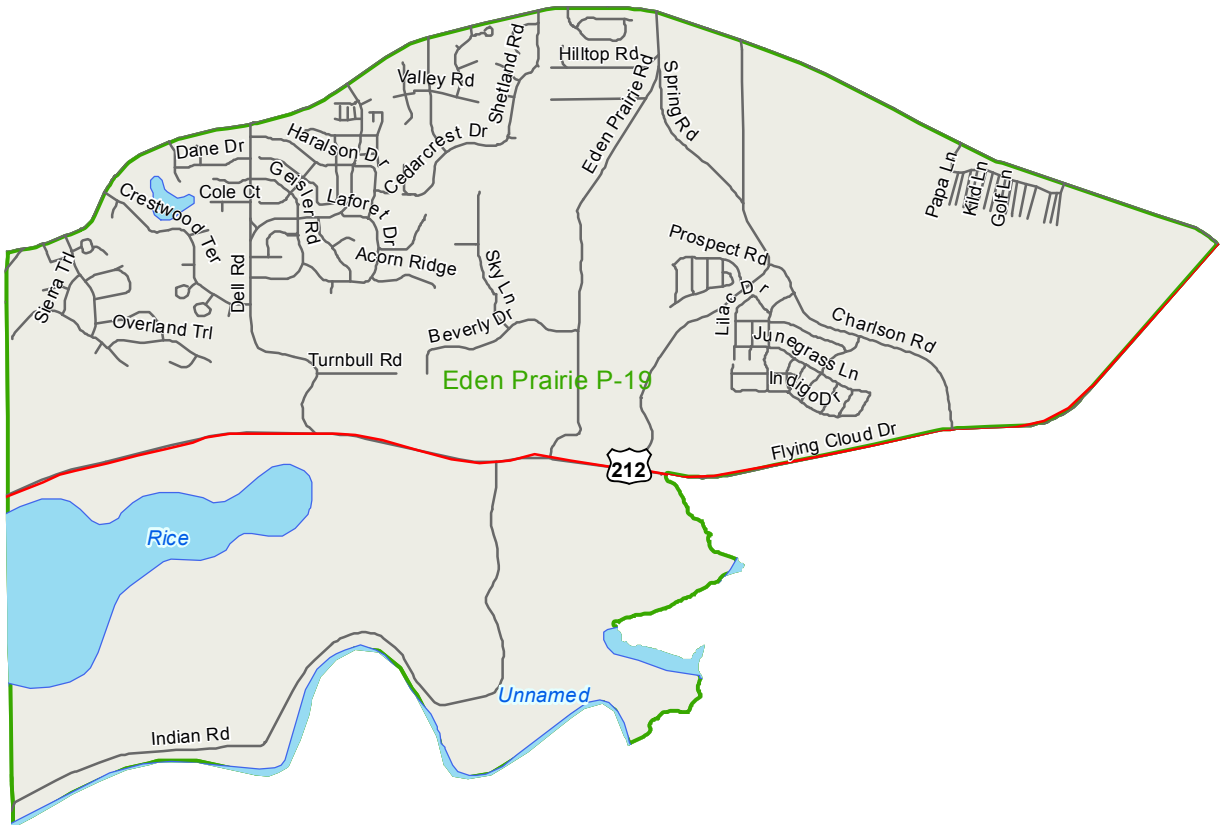 Hilltop Rd
Valley Rd
Shetland Rd
Eden Prairie Rd
Spring Rd
Haralson Dr
Cedarcrest Dr
Dane Dr
Papa Ln
Kild Ln
Golf Ln
Geisler Rd
Cole Ct
Laforet Dr
Crestwood Ter
Prospect Rd
Sierra Trl
Dell Rd
Acorn Ridge
Sky Ln
Lilac Dr
Overland Trl
Beverly Dr
Charlson Rd
Junegrass Ln
Turnbull Rd
Eden Prairie P-19
Indigo Dr
Flying Cloud Dr
212
Rice
Unnamed
Indian Rd